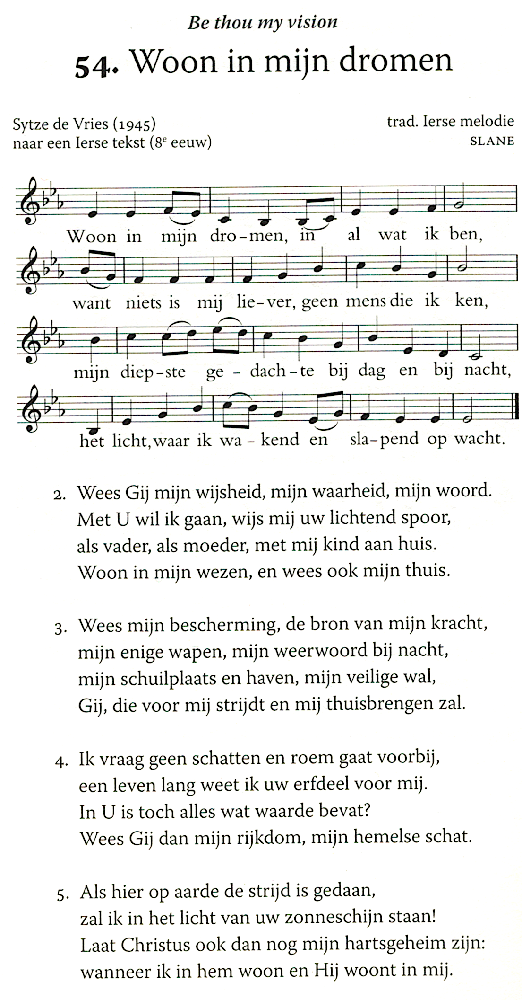 Be thou my vision
54. Woon in mijn dromen
Sytze de Vries (1945)
naar een Ierse tekst (8e eeuw)
trad. Ierse melodie
SLANE
Woon in mijn dro–men, in al wat ik ben,
want niets is mij lie–ver, geen mens die ik ken,
mijn diep–ste ge – dach–te bij dag en bij nacht,
het licht, waar ik wa – kend en sla–pend op wacht.
2. Wees Gij mijn wijsheid, mijn waarheid, mijn woord.
Met U wil ik gaan, wijs mij uw lichtend spoor,
als vader, als moeder, met mij kind aan huis.
Woon in mijn wezen, en wees ook mijn thuis.
3. Wees mijn bescherming, de bron van mijn kracht,
mijn enige wapen, mijn weerwoord bij nacht,
mijn schuilplaats en haven, mijn veilige wal,
Gij, die voor mij strijdt en mij thuisbrengen zal.
4. Ik vraag geen schatten en roem gaat voorbij,
een leven lang weet ik uw erfdeel voor mij.
In U is toch alles wat waarde bevat?
Wees Gij dan mijn rijkdom, mijn hemelse schat.
5. Als hier op aarde de strijd is gedaan,
zal ik in het licht van uw zonneschijn staan!
Laat Christus ook dan nog mijn hartsgeheim zijn:
wanneer ik in hem woon en Hij woont in mij.